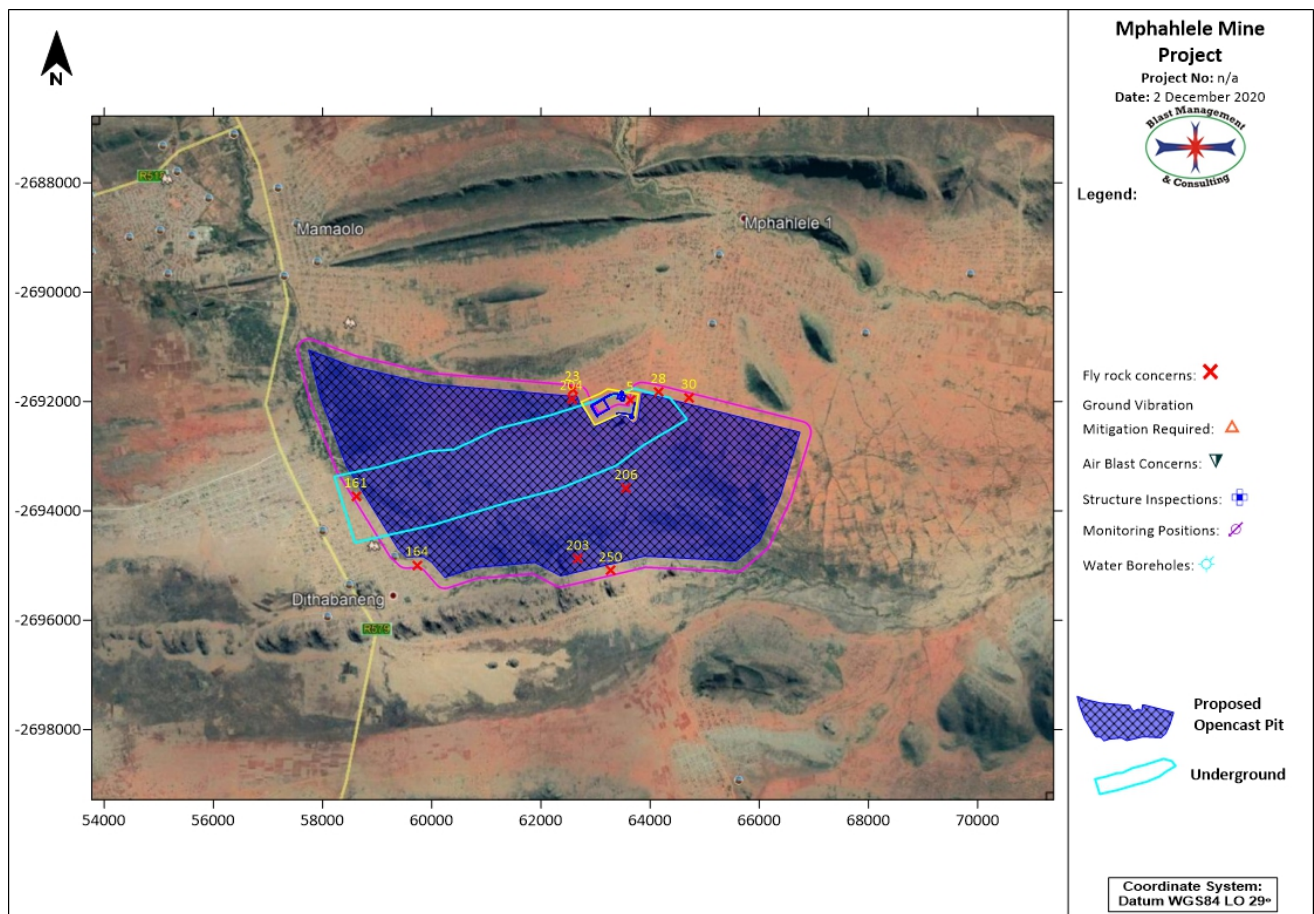 Mphahlele Mine
Project
Project No: n/a
Date: 2 December 2020
Blast Management
& Consulting
Legend:
Fly rock concerns:
Ground Vibration
Mitigation Required:
Air Blast Concerns:
Structure Inspections:
Monitoring Positions:
Water Boreholes:
Proposed
Opencast Pit
Underground
Coordinate System:
Datum WGS84 LO 29°
N
-2688000
-2690000
-2692000
-2694000
-2696000
-2698000
54000
56000
58000
60000
62000
64000
66000
68000
70000
Mamaolo
Mphahlele 1
23
204
5
28
30
161
206
164
203
250
Dithabaneng
R579